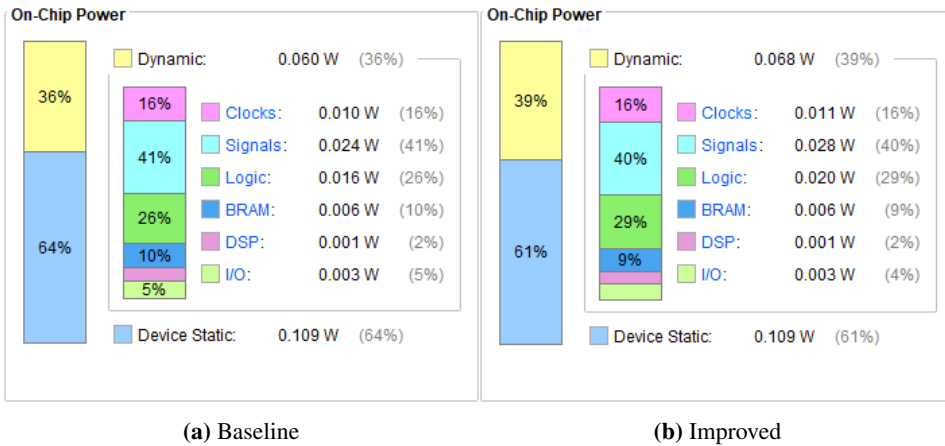 On-Chip Power
36%
64%
Dynamic: 0.060 W (36%)
16%
41%
26%
10%
5%
Clocks: 0.010 W (16%)
Signals: 0.024 W (41%)
Logic: 0.016 W (26%)
BRAM: 0.006 W (10%)
DSP: 0.001 W (2%)
I/O: 0.003 W (5%)
Device Static: 0.109 W (64%)
(a) Baseline
On-Chip Power
39%
61%
Dynamic: 0.068 W (39%)
16%
40%
29%
9%
Clocks: 0.011 W (16%)
Signals: 0.028 W (40%)
Logic: 0.020 W (29%)
BRAM: 0.006 W (9%)
DSP: 0.001 W (2%)
I/O: 0.003 W (4%)
Device Static: 0.109 W (61%)
(b) Improved